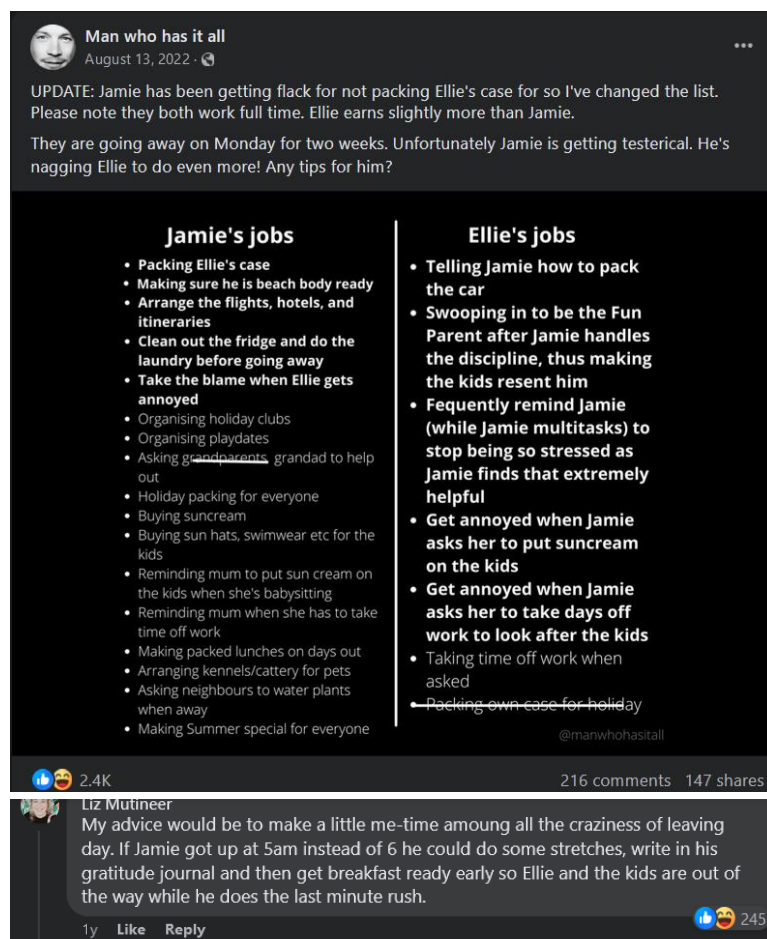 Man who has it all
August 13, 2022 ·
UPDATE: Jamie has been getting flack for not packing Ellie's case for so I've changed the list.
Please note they both work full time. Ellie earns slightly more than Jamie.
They are going away on Monday for two weeks. Unfortunately Jamie is getting testerical. He's
nagging Ellie to do even more! Any tips for him?
Jamie's jobs
• Packing Ellie's case
• Making sure he is beach body ready
• Arrange the flights, hotels, and
itineraries
• Clean out the fridge and do the
laundry before going away
• Take the blame when Ellie gets
annoyed
• Organising holiday clubs
• Organising playdates
• Asking grandparents grandad to help
out
• Holiday packing for everyone
• Buying suncream
• Buying sun hats, swimwear etc for the
kids
• Reminding mum to put sun cream on
the kids when she's babysitting
• Reminding mum when she has to take
time off work
• Making packed lunches on days out
• Arranging kennels/cattery for pets
• Asking neighbours to water plants
when away
• Making Summer special for everyone
Ellie's jobs
• Telling Jamie how to pack
the car
• Swooping in to be the Fun
Parent after Jamie handles
the discipline, thus making
the kids resent him
• Fequently remind Jamie
(while Jamie multitasks) to
stop being so stressed as
Jamie finds that extremely
helpful
• Get annoyed when Jamie
asks her to put suncream
on the kids
• Get annoyed when Jamie
asks her to take days off
work to look after the kids
• Taking time off work when
asked
• Packing own case for holiday
@manwhohasitall
2.4K
216 comments 147 shares
Liz Mutineer
My advice would be to make a little me-time amoung all the craziness of leaving
day. If Jamie got up at 5am instead of 6 he could do some stretches, write in his
gratitude journal and then get breakfast ready early so Ellie and the kids are out of
the way while he does the last minute rush.
245
1y Like Reply